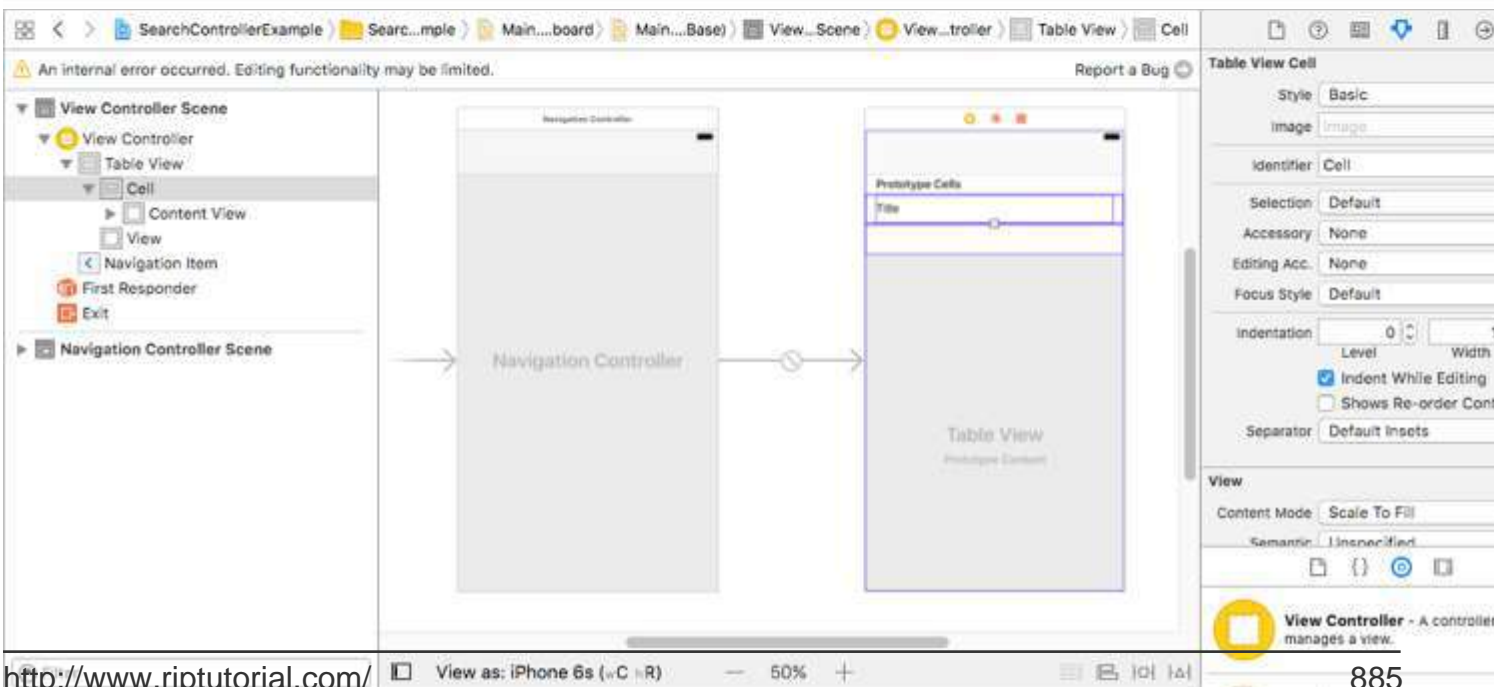 SearchControllerExample Searc...mple Main....board Main....Base) View...Scene View...troller Table View Cell
An internal error occurred. Editing functionality may be limited. Report a Bug
View Controller Scene
View Controller
Table View
Cell
Content View
View
Navigation Item
First Responder
Exit
Navigation Controller Scene
Navigation Controller
Navigation Controller
Prototype Cells
Title
Table View
Prototype Content
View as: iPhone 6s (wC hR) — 50% +
Table View Cell
Style Basic
Image Image
Identifier Cell
Selection Default
Accessory None
Editing Acc. None
Focus Style Default
Indentation 0 1
Level Width
Indent While Editing
Shows Re-order Cont
Separator Default Insets
View
Content Mode Scale To Fill
Semantic Unspecified
{}
View Controller - A controller
manages a view.
http://www.riptutorial.com/ 885